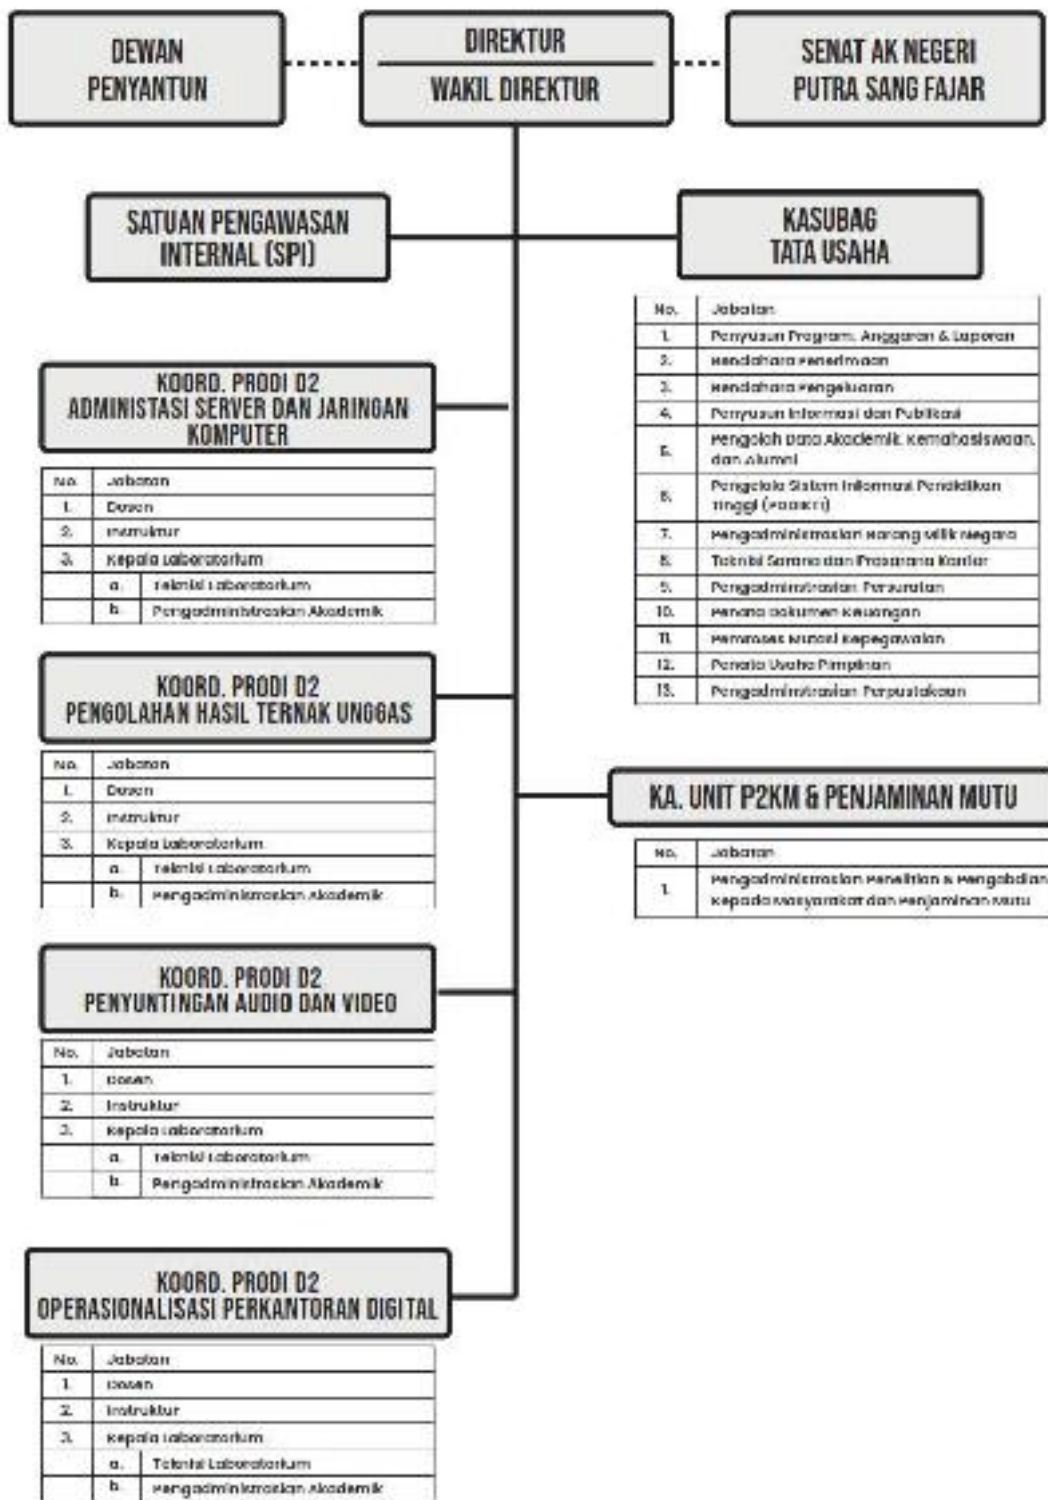 DEWAN
PENYANTUN
DIREKTUR
WAKIL DIREKTUR
SENAT AK NEGERI
PUTRA SANG FAJAR
SATUAN PENGAWASAN
INTERNAL (SPI)
KASUBAG
TATA USAHA
No. Jabatan
1. Penyusun Program, Anggaran & Laporan
2. Bendahara Penerimaan
3. Bendahara Pengeluaran
4. Penyusun Informasi dan Publikasi
5. Pengolah Data Akademik, Kemahasiswaan,
dan Alumni
6. Pengelola Sistem Informasi Pendidikan
Tinggi (PDDIKTI)
7. Pengadministrasian Barang Milik Negara
8. Teknisi Sarana dan Prasarana Kantor
9. Pengadminstrasian Persuratan
10. Penata Dokumen Keuangan
11. Pemroses Mutasi Kepegawaian
12. Penata Usaha Pimpinan
13. Pengadminstrasian Perpustakaan
KOORD. PRODI D2
ADMINISTASI SERVER DAN JARINGAN
KOMPUTER
No. Jabatan
1. Dosen
2. Instruktur
3. Kepala Laboratorium
a. Teknisi Laboratorium
b. Pengadministrasian Akademik
KOORD. PRODI D2
PENGOLAHAN HASIL TERNAK UNGGAS
No. Jabatan
1. Dosen
2. Instruktur
3. Kepala Laboratorium
a. Teknisi Laboratorium
b. Pengadministrasian Akademik
KA. UNIT P2KM & PENJAMINAN MUTU
No. Jabatan
1. Pengadministrasian Penelitian & Pengabdian
Kepada Masyarakat dan Penjaminan Mutu
KOORD. PRODI D2
PENYUNTINGAN AUDIO DAN VIDEO
No. Jabatan
1. Dosen
2. Instruktur
3. Kepala Laboratorium
a. Teknisi Laboratorium
b. Pengadministrasian Akademik
KOORD. PRODI D2
OPERASIONALISASI PERKANTORAN DIGITAL
No. Jabatan
1. Dosen
2. Instruktur
3. Kepala Laboratorium
a. Teknisi Laboratorium
b. Pengadministrasian Akademik